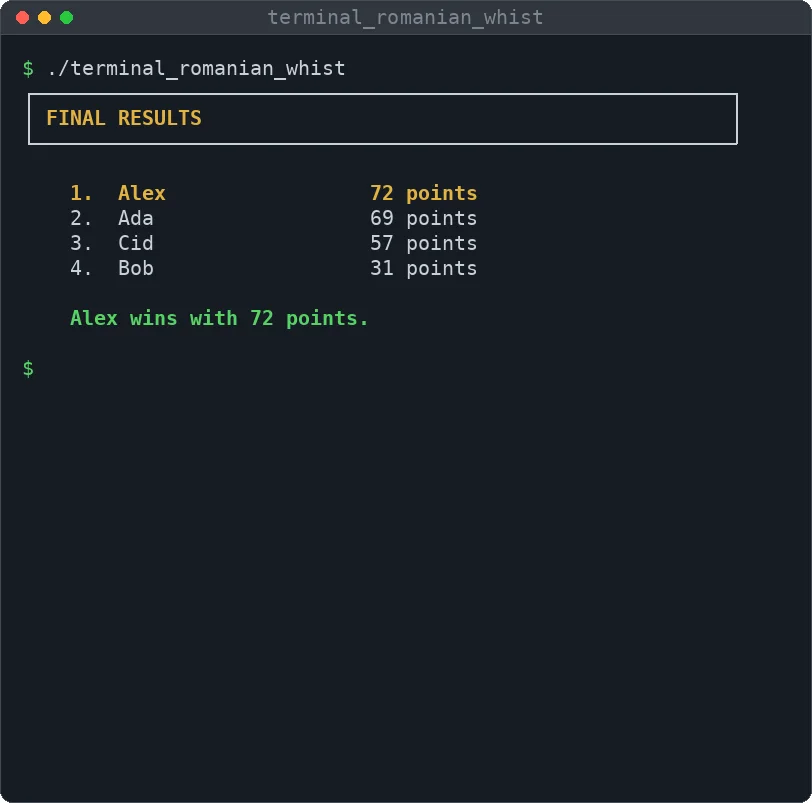 terminal_romanian_whist
$ ./terminal_romanian_whist
FINAL RESULTS
1. Alex 72 points
2. Ada 69 points
3. Cid 57 points
4. Bob 31 points
Alex wins with 72 points.
$